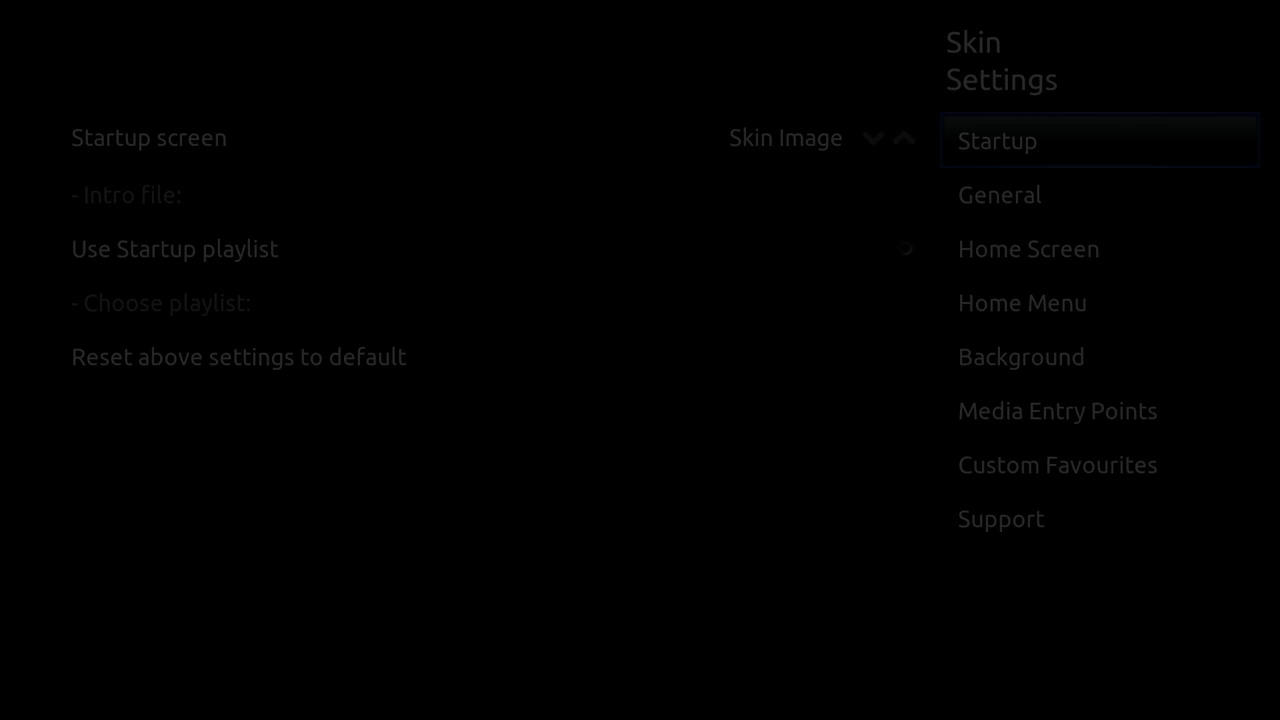 Skin
Settings
Startup screen
Skin Image
- Intro file:
Use Startup playlist
- Choose playlist:
Reset above settings to default
Startup
General
Home Screen
Home Menu
Background
Media Entry Points
Custom Favourites
Support